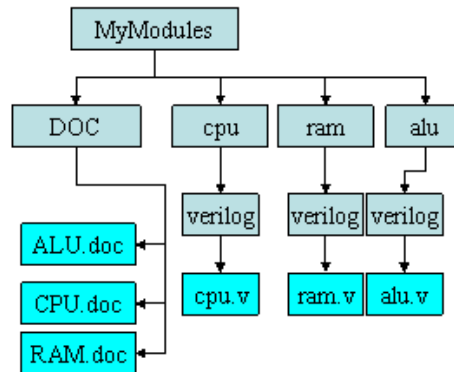 MyModules
DOC
cpu
ram
alu
verilog
verilog
verilog
ALU.doc
cpu.v
ram.v
alu.v
CPU.doc
RAM.doc